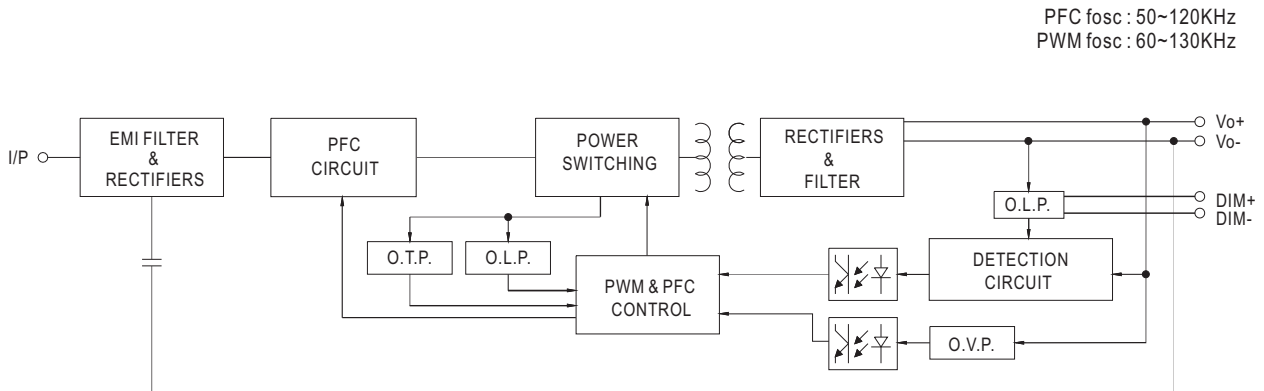 PFC fosc : 50~120KHz
PWM fosc : 60~130KHz
I/P
EMI FILTER
&
RECTIFIERS
PFC
CIRCUIT
POWER
SWITCHING
RECTIFIERS
&
FILTER
Vo+
Vo-
DIM+
DIM-
O.L.P.
O.T.P.
O.L.P.
PWM & PFC
CONTROL
DETECTION
CIRCUIT
O.V.P.